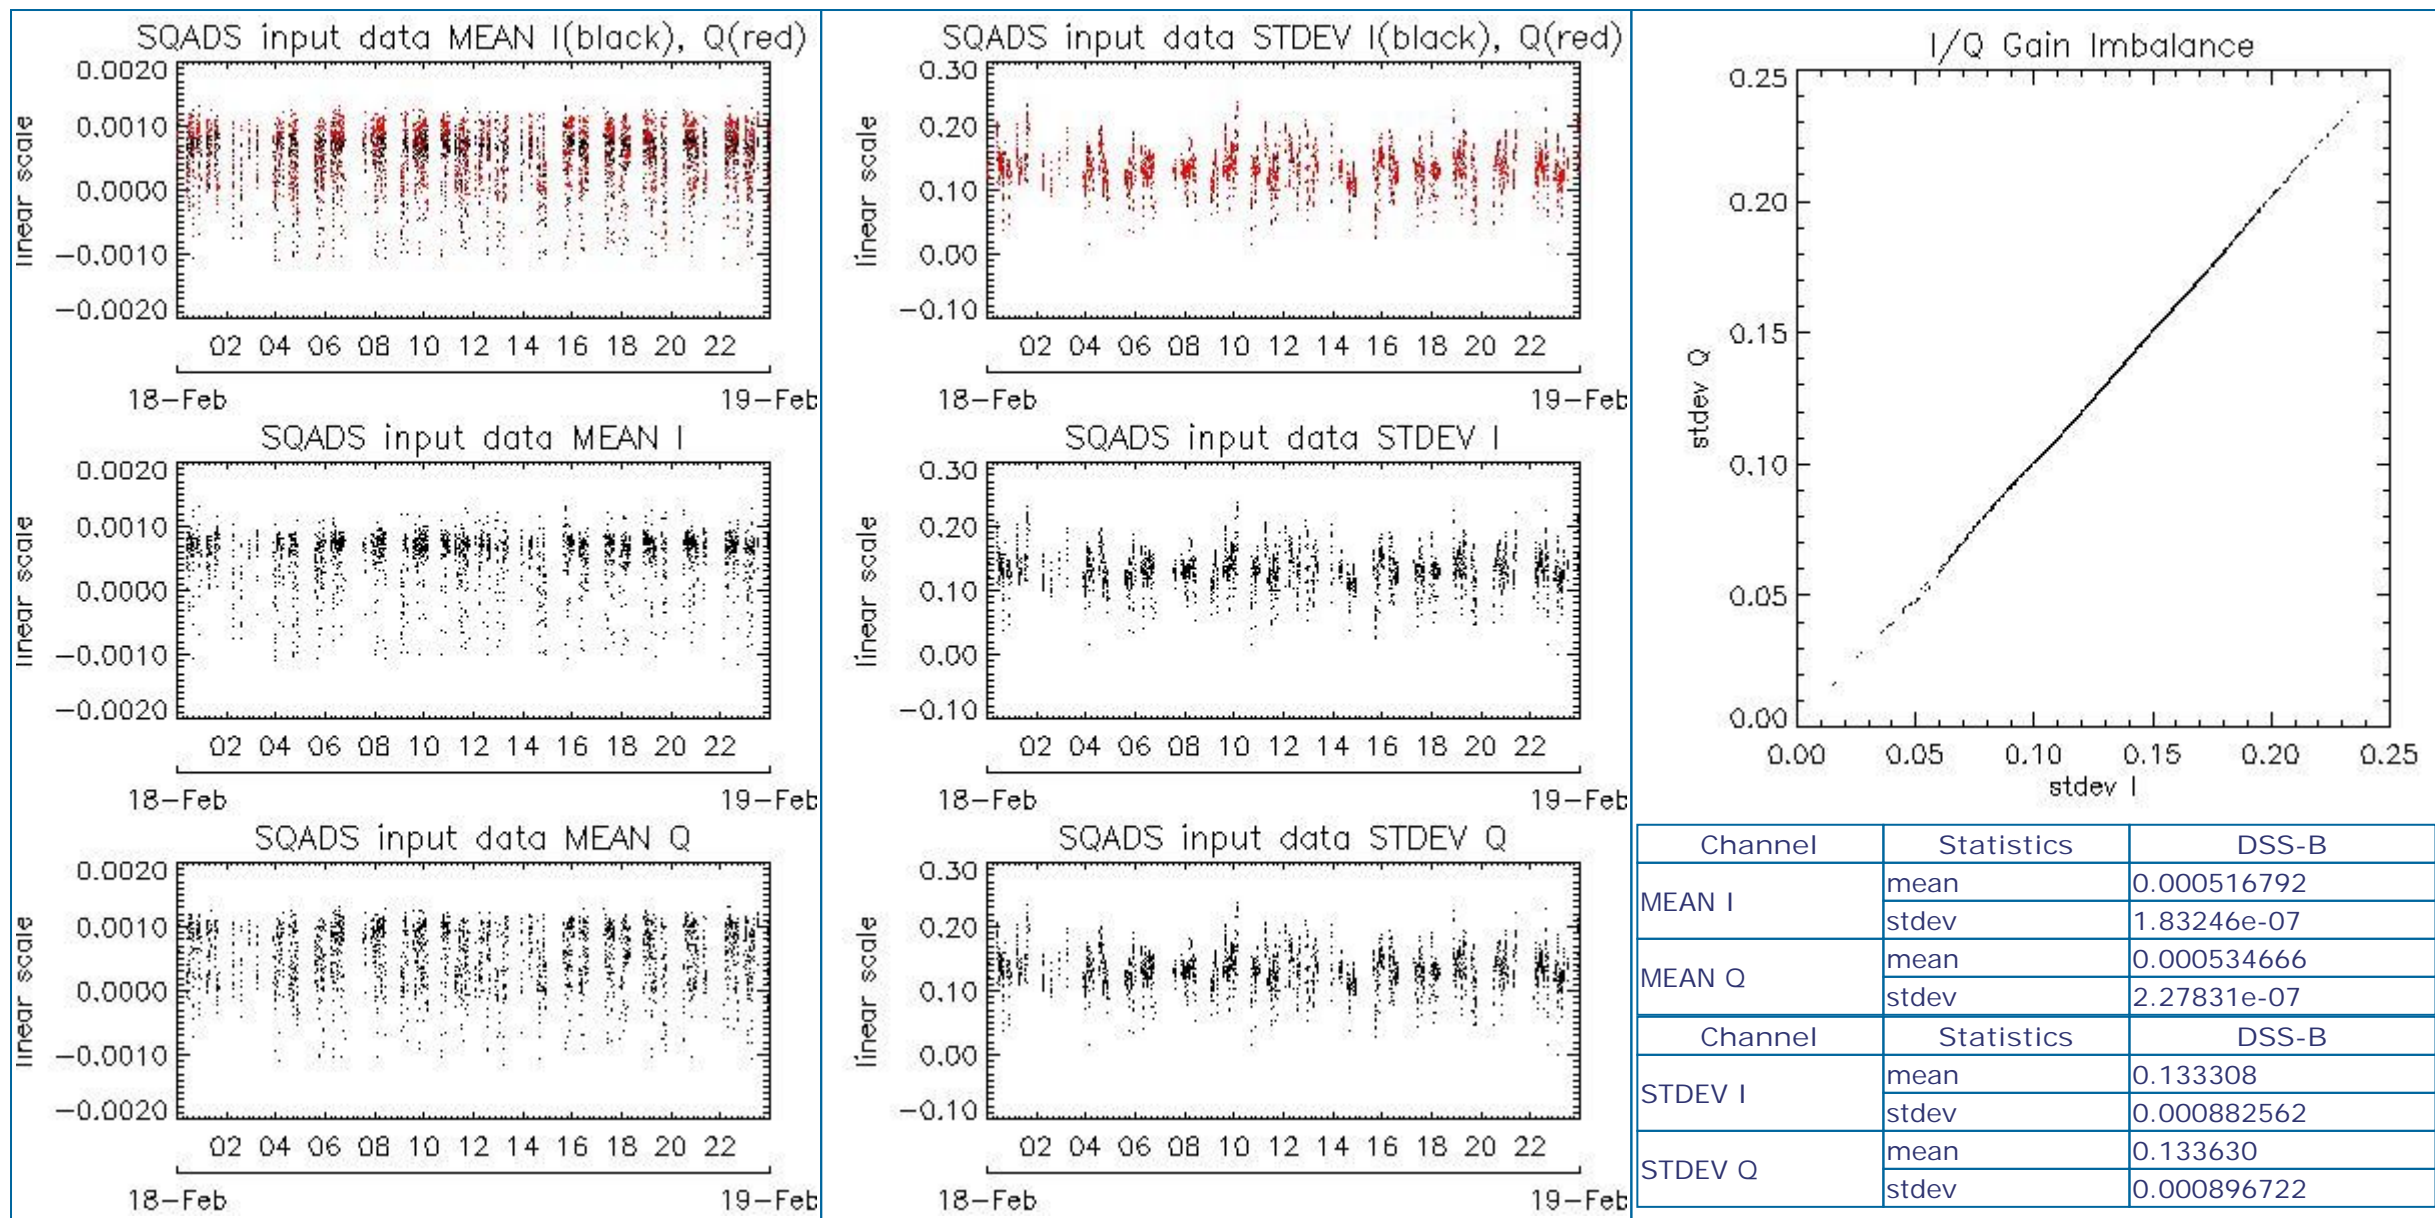 SQADS input data MEAN I(black), Q(red)
linear scale
0.0020
0.0010
0.0000
−0.0010
−0.0020
02 04 06 08 10 12 14 16 18 20 22
18−Feb 19−Feb
SQADS input data MEAN I
linear scale
0.0020
0.0010
0.0000
−0.0010
−0.0020
02 04 06 08 10 12 14 16 18 20 22
18−Feb 19−Feb
SQADS input data MEAN Q
linear scale
0.0020
0.0010
0.0000
−0.0010
−0.0020
02 04 06 08 10 12 14 16 18 20 22
18−Feb 19−Feb
SQADS input data STDEV I(black), Q(red)
linear scale
0.30
0.20
0.10
0.00
−0.10
02 04 06 08 10 12 14 16 18 20 22
18−Feb 19−Feb
SQADS input data STDEV I
linear scale
0.30
0.20
0.10
0.00
−0.10
02 04 06 08 10 12 14 16 18 20 22
18−Feb 19−Feb
SQADS input data STDEV Q
linear scale
0.30
0.20
0.10
0.00
−0.10
02 04 06 08 10 12 14 16 18 20 22
18−Feb 19−Feb
I/Q Gain Imbalance
stdev Q
0.25
0.20
0.15
0.10
0.05
0.00
0.00 0.05 0.10 0.15 0.20 0.25
stdev I
Channel Statistics DSS-B
MEAN I mean 0.000516792
stdev 1.83246e-07
MEAN Q mean 0.000534666
stdev 2.27831e-07
Channel Statistics DSS-B
STDEV I mean 0.133308
stdev 0.000882562
STDEV Q mean 0.133630
stdev 0.000896722